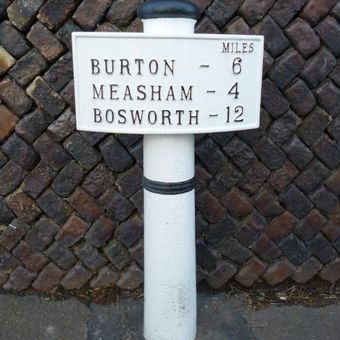 MILES
BURTON - 6
MEASHAM - 4
BOSWORTH - 12